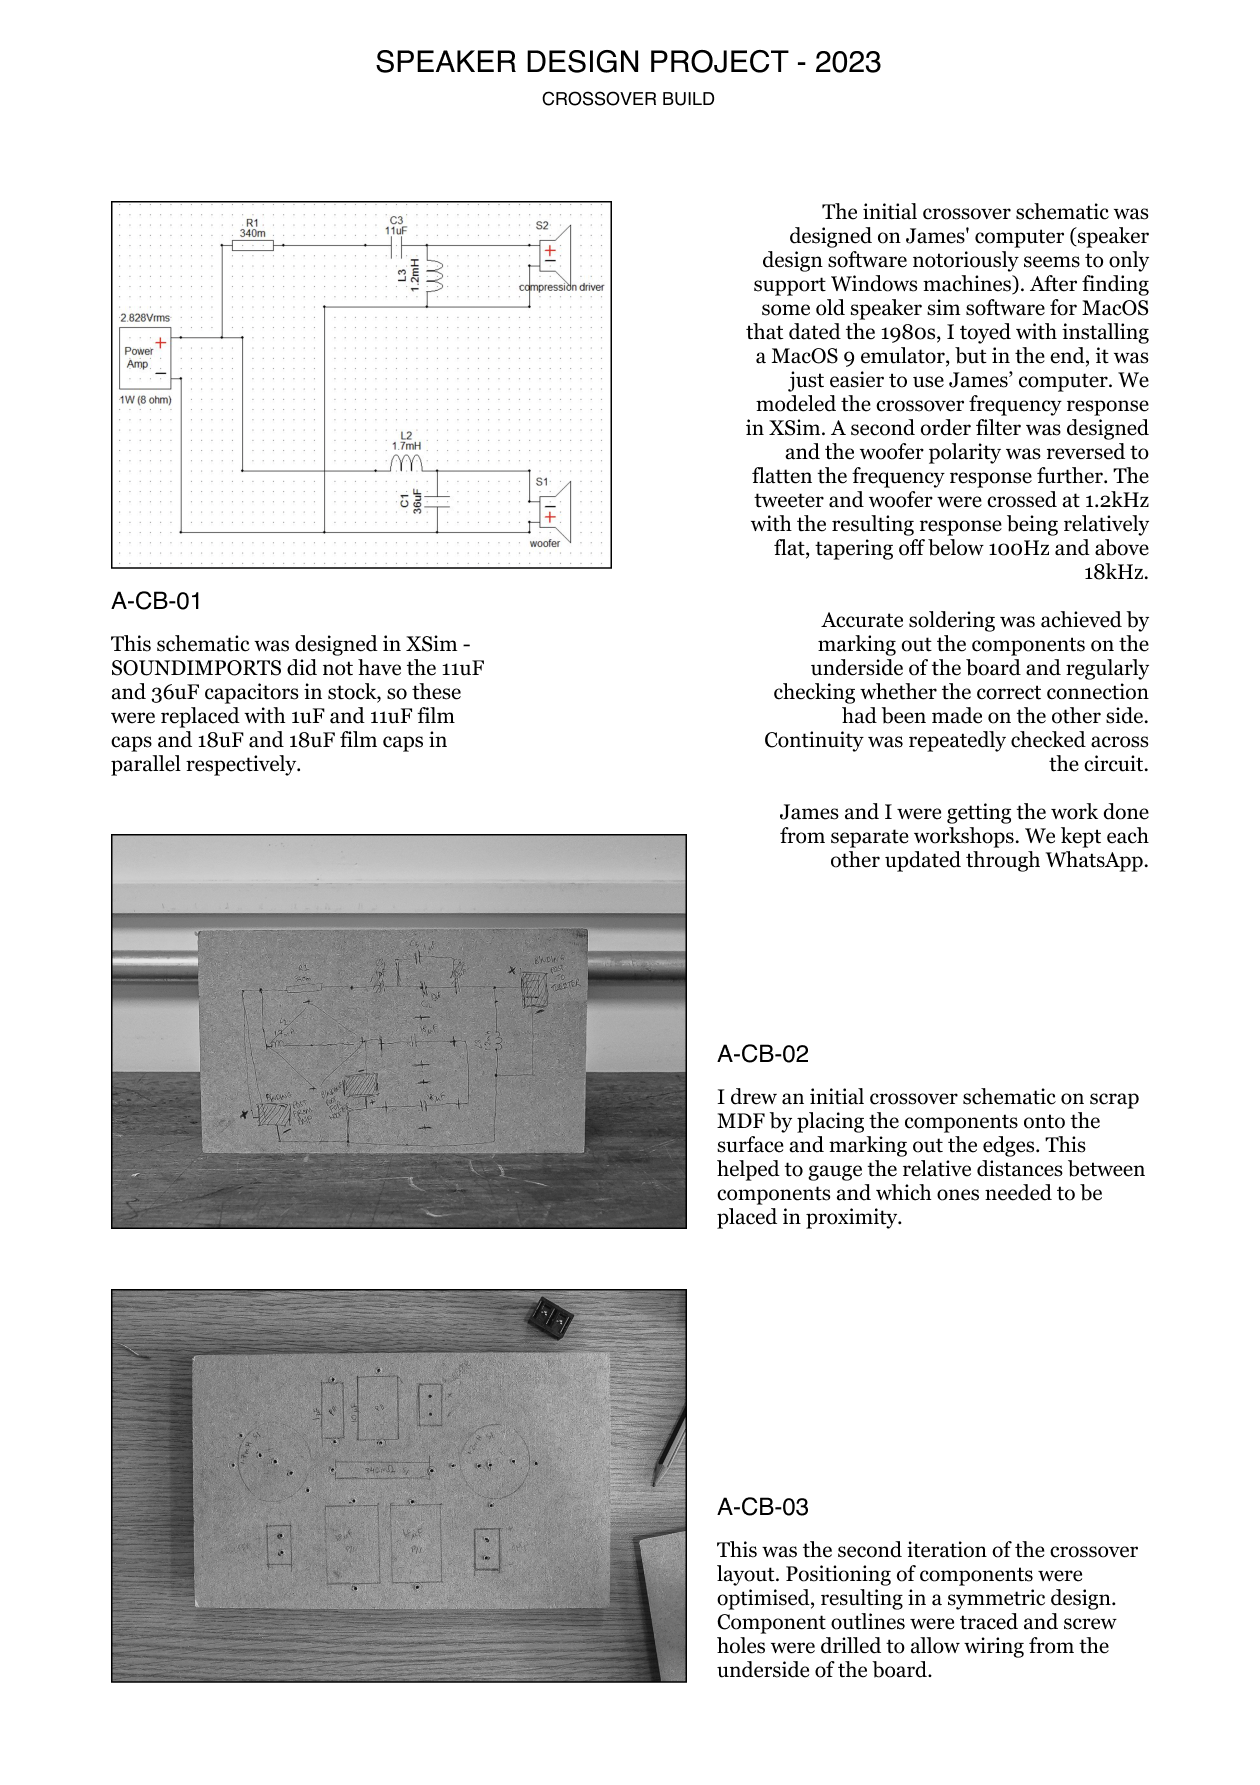 SPEAKER DESIGN PROJECT - 2023
CROSSOVER BUILD
R1
340m
C3
11uF
L3
1.2mH
S2
compression driver
2.828Vrms
Power
Amp
1W (8 ohm)
L2
1.7mH
C1
36uF
S1
woofer
A-CB-01
This schematic was designed in XSim -
SOUNDIMPORTS did not have the 11uF
and 36uF capacitors in stock, so these
were replaced with 1uF and 11uF film
caps and 18uF and 18uF film caps in
parallel respectively.
The initial crossover schematic was
designed on James' computer (speaker
design software notoriously seems to only
support Windows machines). After finding
some old speaker sim software for MacOS
that dated the 1980s, I toyed with installing
a MacOS 9 emulator, but in the end, it was
just easier to use James’ computer. We
modeled the crossover frequency response
in XSim. A second order filter was designed
and the woofer polarity was reversed to
flatten the frequency response further. The
tweeter and woofer were crossed at 1.2kHz
with the resulting response being relatively
flat, tapering off below 100Hz and above
18kHz.
Accurate soldering was achieved by
marking out the components on the
underside of the board and regularly
checking whether the correct connection
had been made on the other side.
Continuity was repeatedly checked across
the circuit.
James and I were getting the work done
from separate workshops. We kept each
other updated through WhatsApp.
A-CB-02
I drew an initial crossover schematic on scrap
MDF by placing the components onto the
surface and marking out the edges. This
helped to gauge the relative distances between
components and which ones needed to be
placed in proximity.
A-CB-03
This was the second iteration of the crossover
layout. Positioning of components were
optimised, resulting in a symmetric design.
Component outlines were traced and screw
holes were drilled to allow wiring from the
underside of the board.